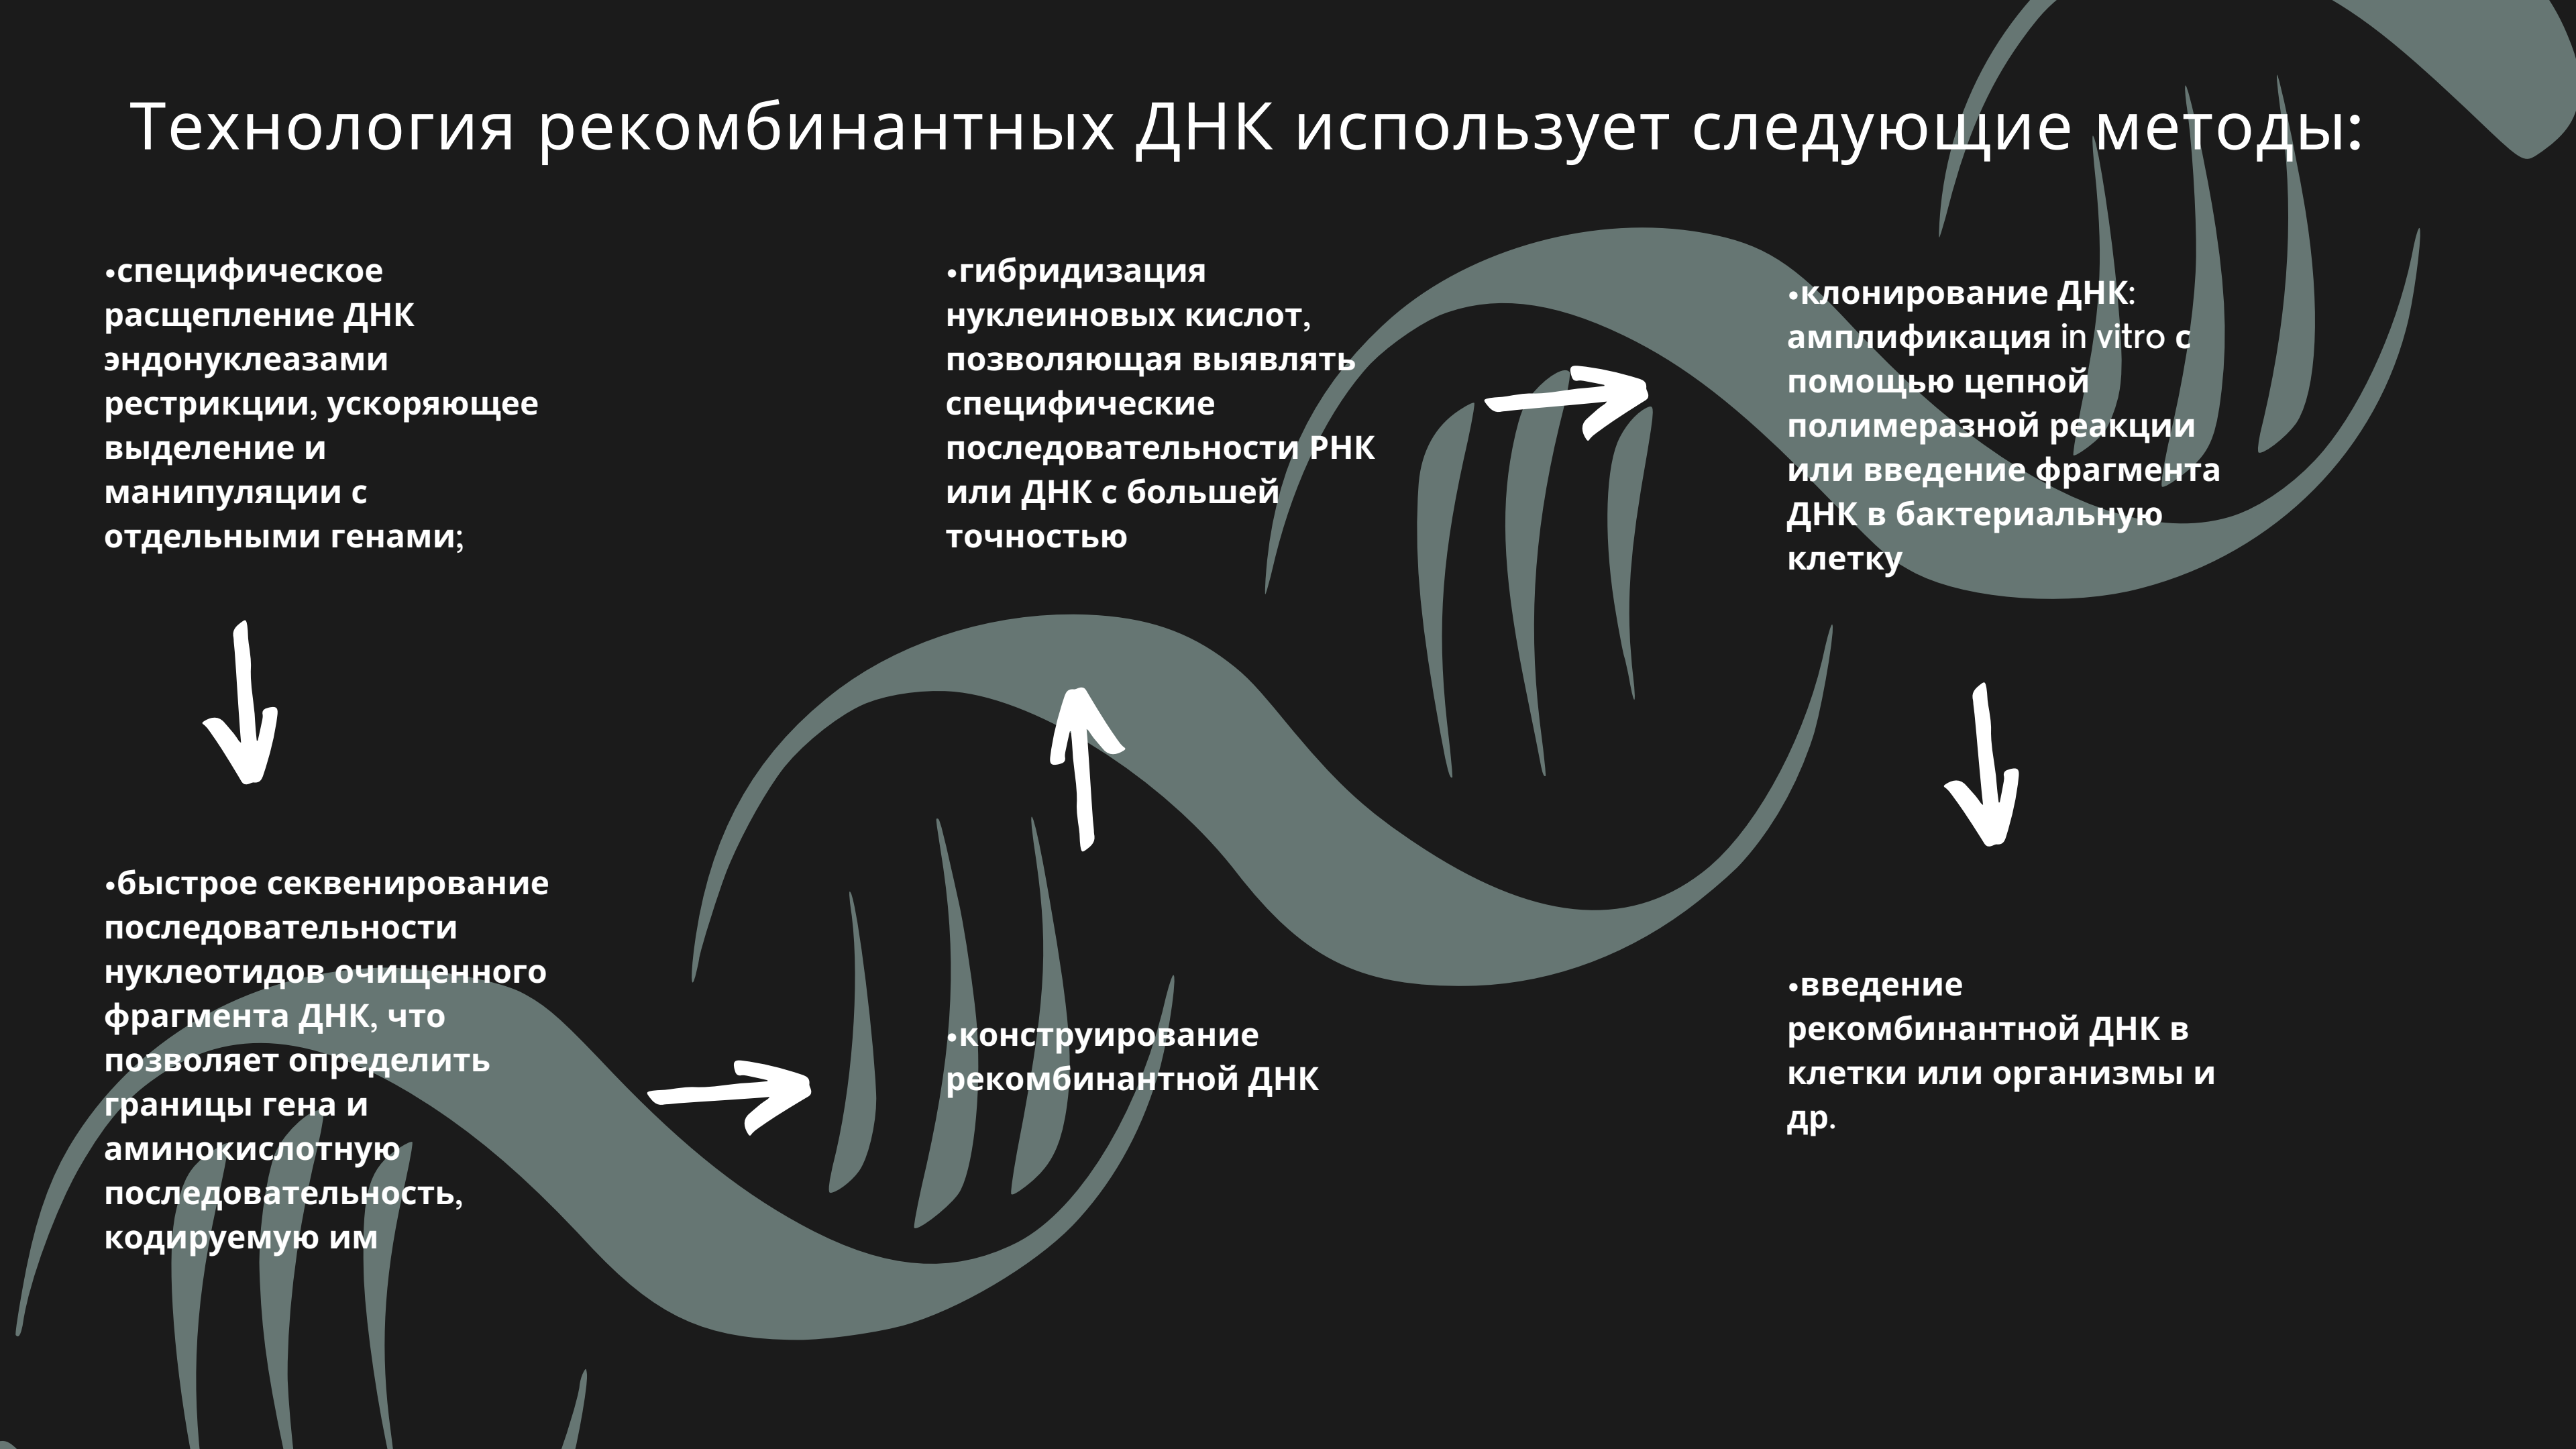 Технология рекомбинантных ДНК использует следующие методы:
•специфическое
расщепление ДНК
эндонуклеазами
рестрикции, ускоряющее
выделение и
манипуляции с
отдельными генами;
•быстрое секвенирование
последовательности
нуклеотидов очищенного
фрагмента ДНК, что
позволяет определить
границы гена и
аминокислотную
последовательность,
кодируемую им
•конструирование
рекомбинантной ДНК
•гибридизация
нуклеиновых кислот,
позволяющая выявлять
специфические
последовательности РНК
или ДНК с большей
точностью
•клонирование ДНК:
амплификация in vitro с
помощью цепной
полимеразной реакции
или введение фрагмента
ДНК в бактериальную
клетку
•введение
рекомбинантной ДНК в
клетки или организмы и
др.